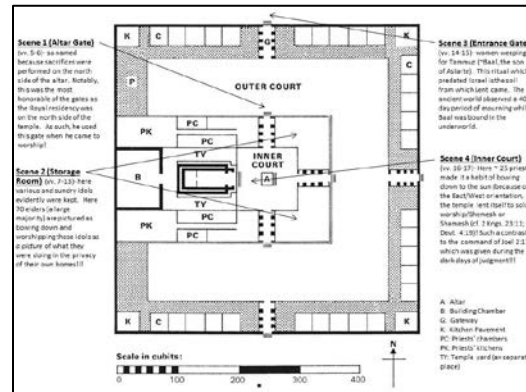 Scene 1 (Altar Gate)
(vv. 5-6)- so named
because sacrifices were
performed on the north
side of the altar. Notably,
this was the most
honorable of the gates as
the Royal residency was
on the north side of the
temple. As such, he used
this gate when he came to
worship!
Scene 2 (Storage
Room) (vv. 7-13)- here
various and sundry idols
evidently were kept. Here
70 elders (a large
majority) are pictured as
bowing down and
worshipping these idols as
a picture of what they
were doing in the privacy
of their own homes!!!
Scene 3 (Entrance Gate)
(vv. 14-15)- women weeping
for Tammuz
of Astarte). This ritual which
predated Israel is the soil
from which Lent came. The
ancient world observed a 40
day period of mourning while
Baal was bound in the
underworld.
Scene 4 (Inner Court)
(vv. 16-17)- Here ~ 25 priests
made it a habit of bowing
down to the sun (because of
the East/West orientation,
the temple lent itself to solar
worship/Shemesh or
Shamash (cf. 2 Kngs. 23:11;
Deut. 4:19)! Such a contrast
to the command of Joel 2:17
which was given during the
dark days of judgment!!!
K
C
G
C
K
C
P
OUTER COURT
PK
PC
PC
TY
INNER
COURT
B
A
TY
PK
PC
PC
K
C
C
K
A: Altar
B: Building Chamber
G: Gateway
K: Kitchen Pavement
PC: Priests' chambers
PK: Priests' kitchens
TY: Temple yard (or separate
place)
Scale in cubits:
0
100
200
300
400
N